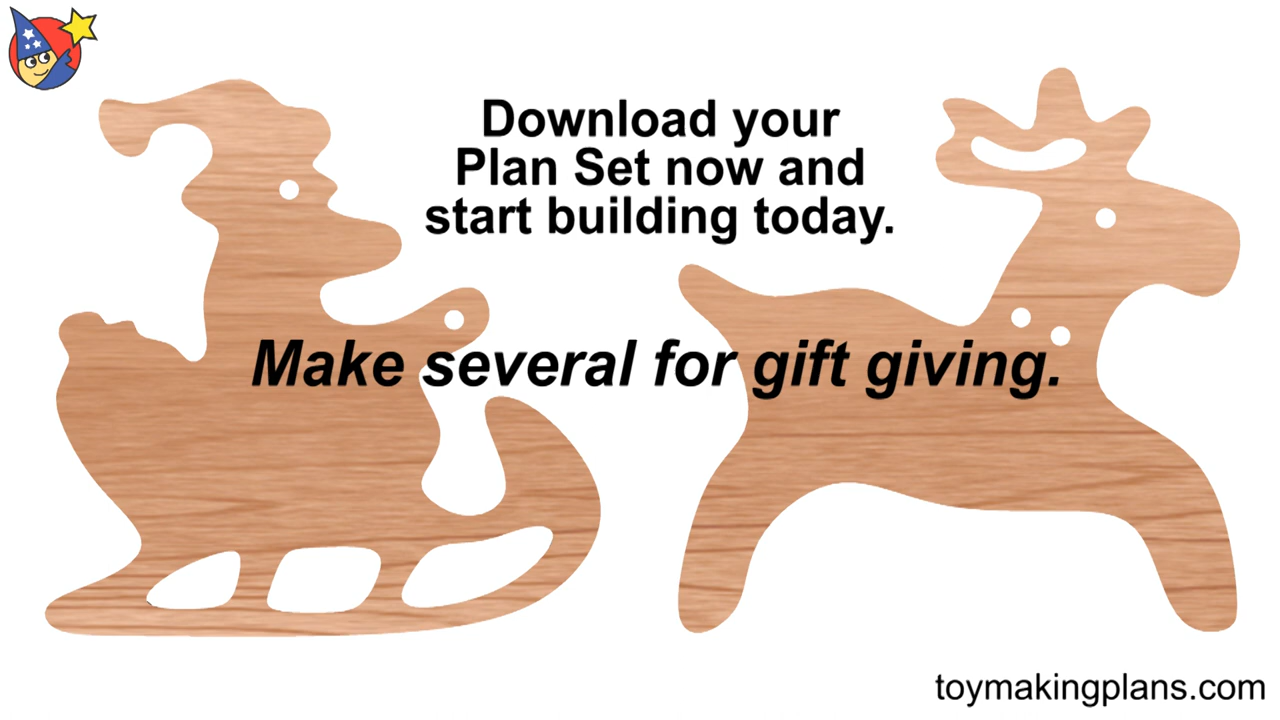 Download your
Plan Set now and
start building today.
Make several for gift giving.
toymakingplans.com